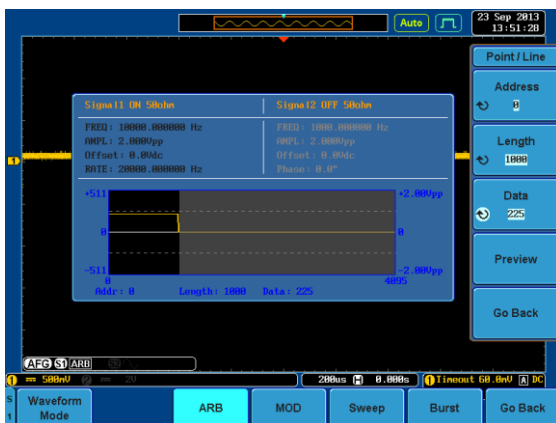 Auto
23 Sep 2013
13:51:28
Point/Line
Address
0
Length
1000
Data
225
Preview
Go Back
Signal1 ON 50ohm
Signal2 OFF 50ohm
FREQ: 10000.000000 Hz
FREQ: 1000.000000 Hz
AMPL: 2.000Vpp
AMPL: 2.000Vpp
Offset: 0.0Vdc
Offset: 0.0Vdc
RATE: 20000.000000 Hz
Phase: 0.0°
1
+511
+2.00Vpp
0
0
-511
-2.00Vpp
0
4095
Addr: 0 Length: 1000 Data: 225
AFG S1 ARB
1 500mV 2 2V 200us H 0.000s 1 Timeout 60.0mV A DC
S
1
Waveform
Mode
ARB
MOD
Sweep
Burst
Go Back